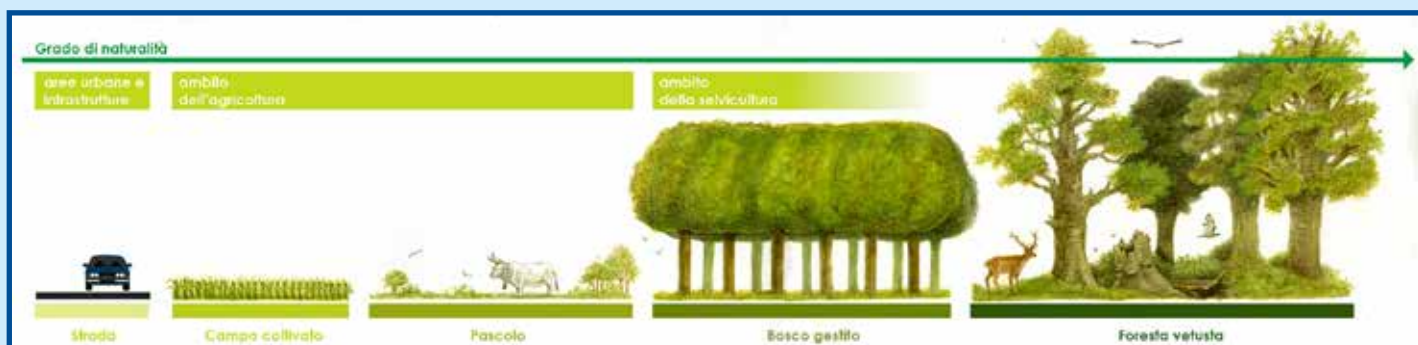 Grado di naturalità
aree urbane e
infrastrutture
ambito
dell'agricoltura
ambito
della selvicultura
Strada
Campo coltivato
Pascolo
Bosco gestito
Foresta vetusta